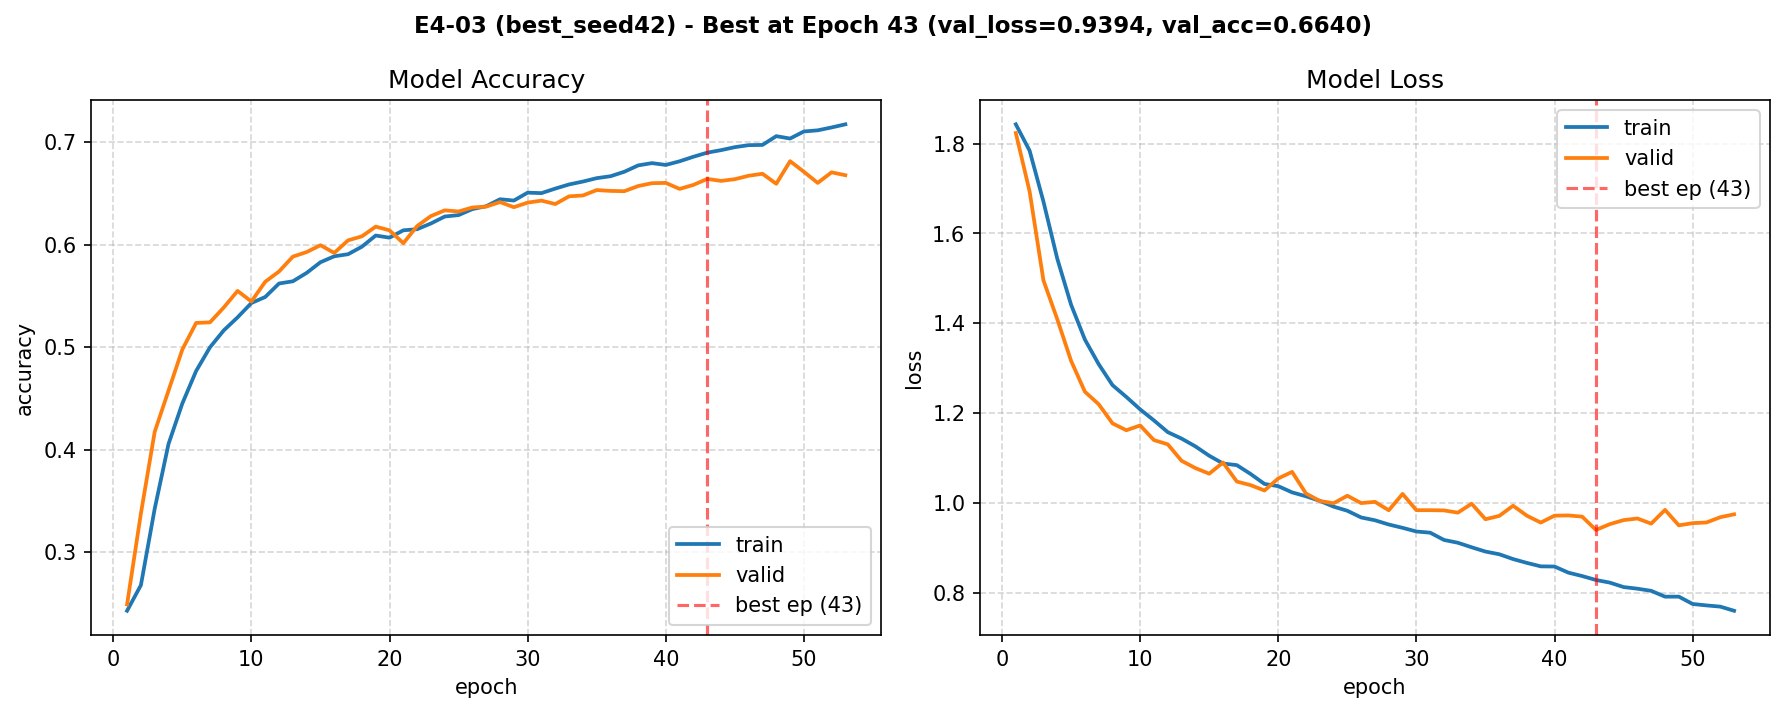 E4-03 (best_seed42) - Best at Epoch 43 (val_loss=0.9394, val_acc=0.6640)
Model Accuracy
accuracy
0.7
0.6
0.5
0.4
0.3
train
valid
best ep (43)
0 10 20 30 40 50
epoch
Model Loss
loss
1.8
1.6
1.4
1.2
1.0
0.8
train
valid
best ep (43)
0 10 20 30 40 50
epoch